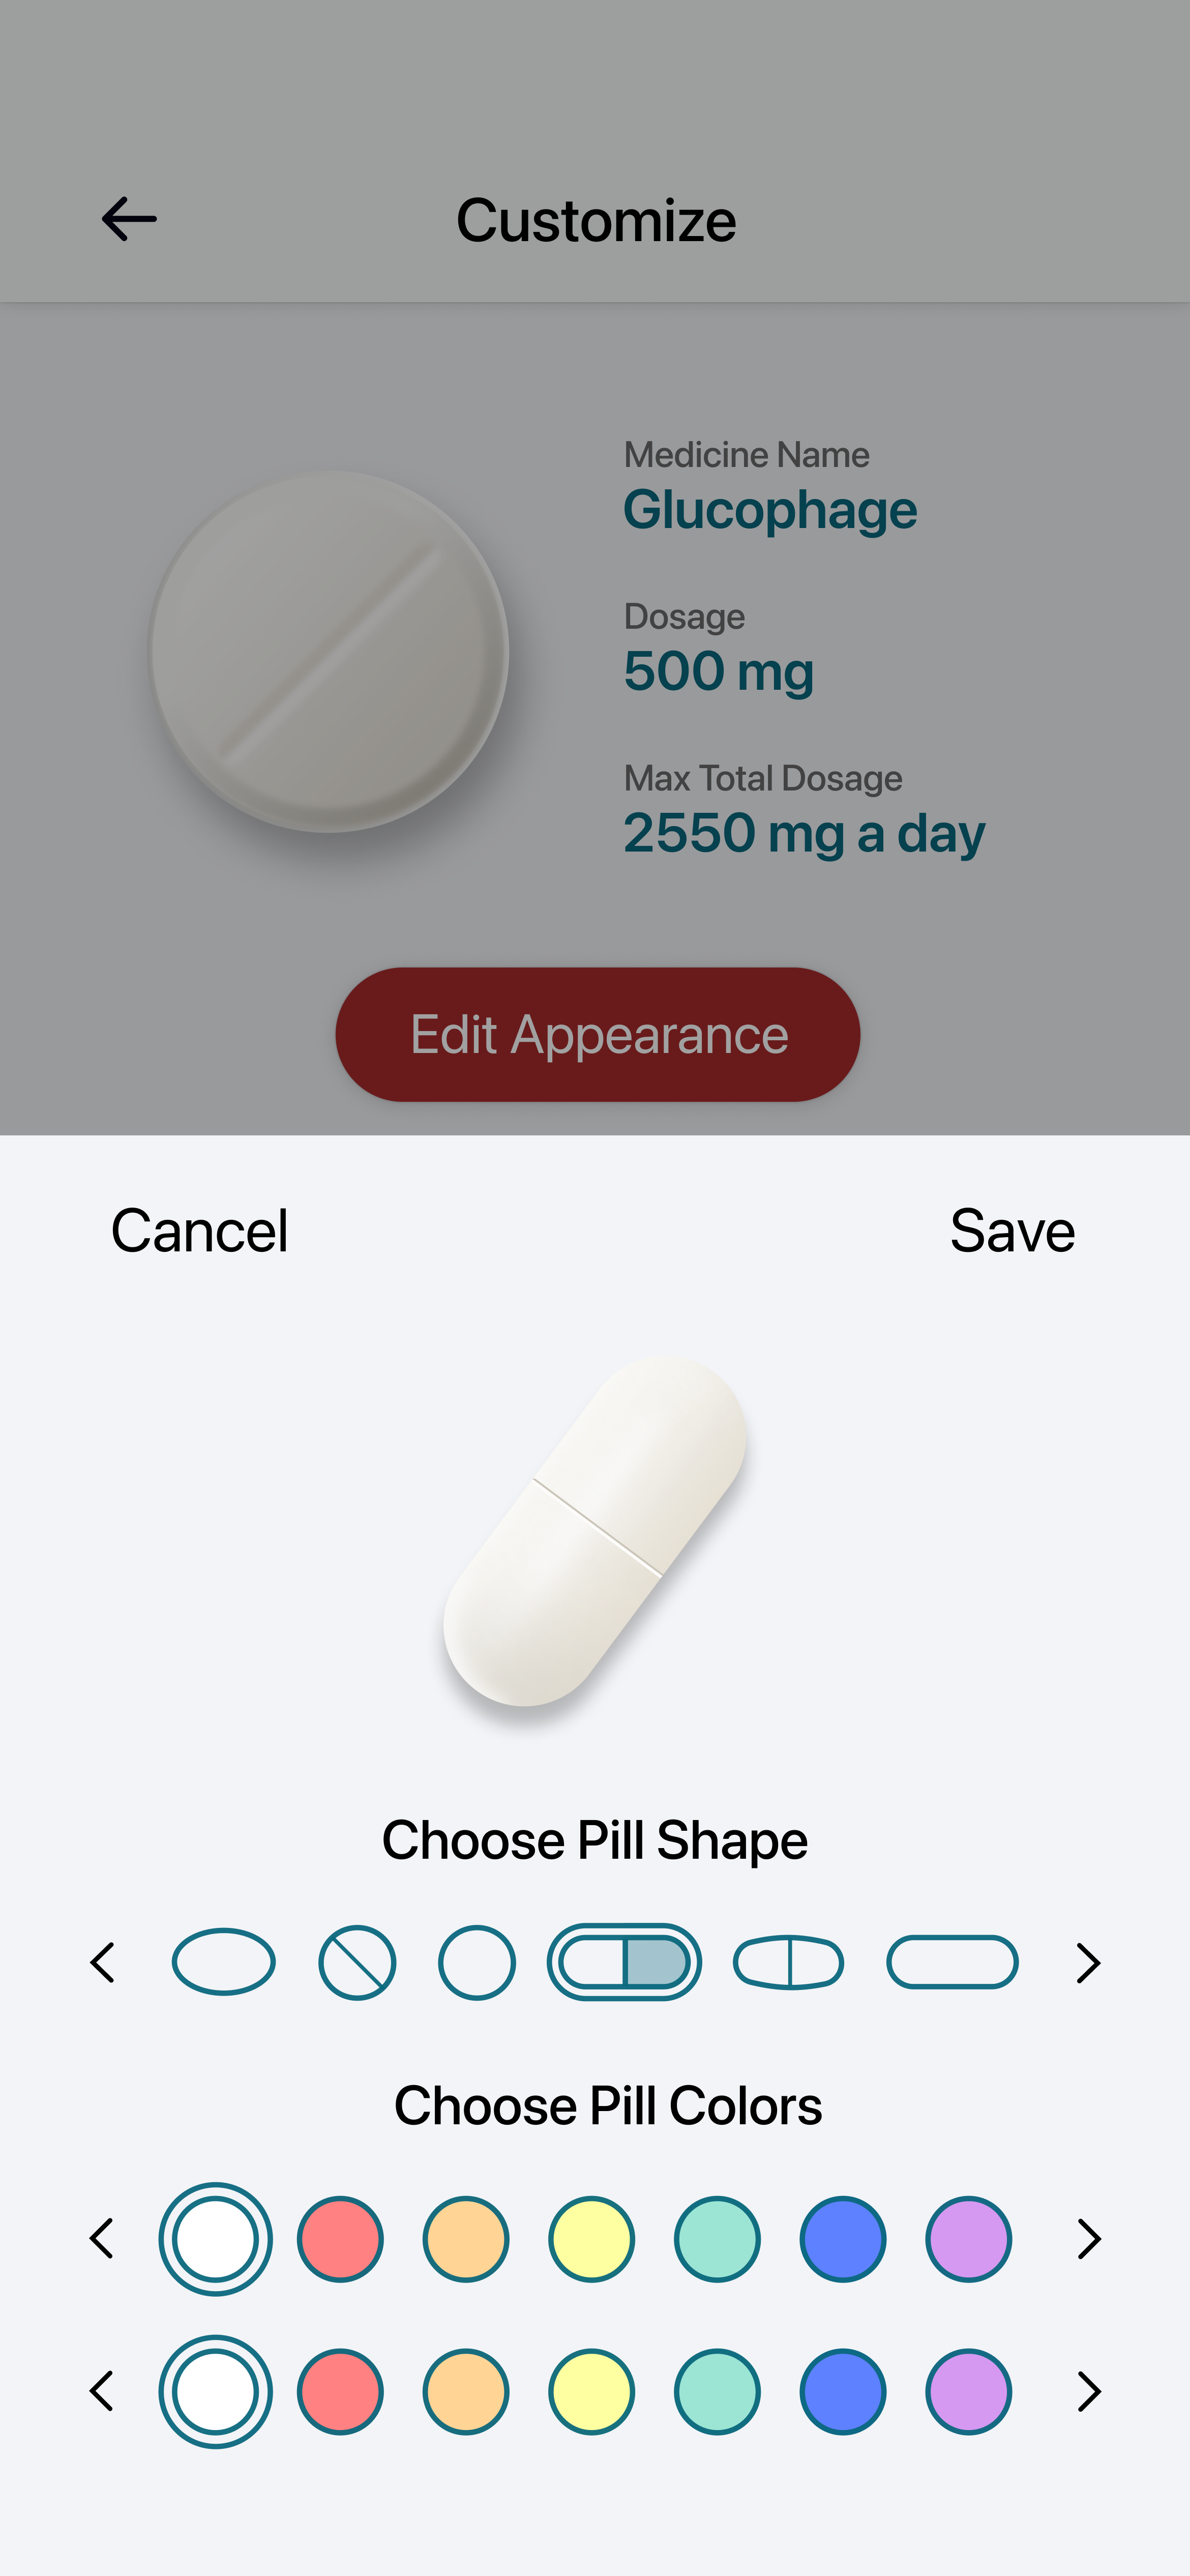 Customize
Medicine Name
Glucophage
Dosage
500 mg
Max Total Dosage
2550 mg a day
Edit Appearance
Cancel
Save
Choose Pill Shape
Choose Pill Colors